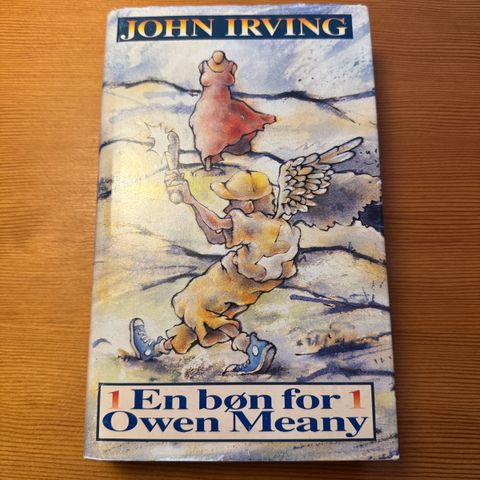 JOHN IRVING
1 En bøn for 1
Owen Meany